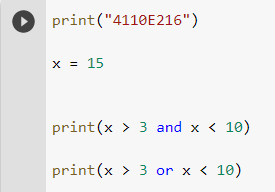 print("4110E216")
x = 15
print(x > 3 and x < 10)
print(x > 3 or x < 10)